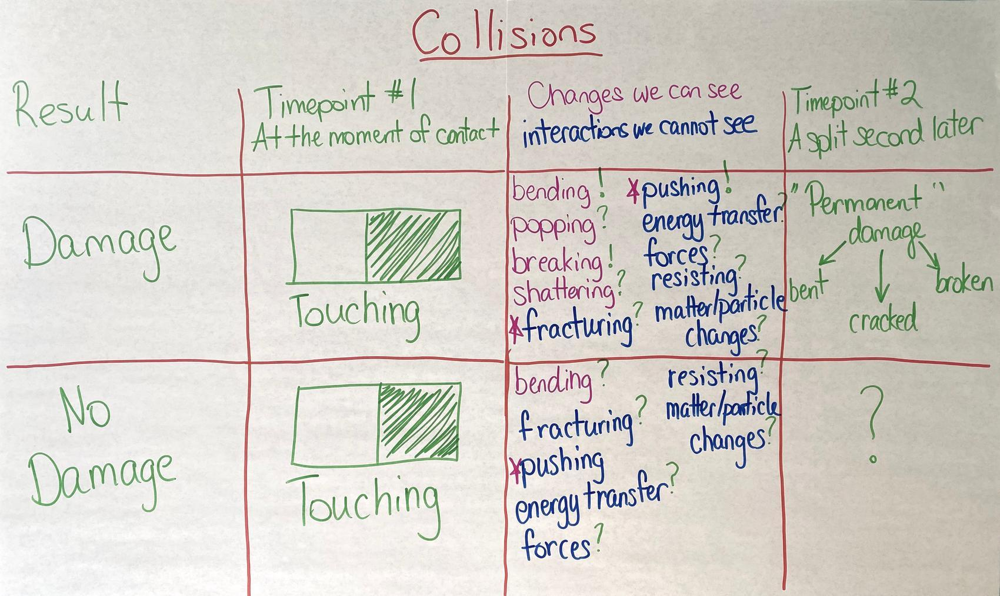 Collisions
Result
Timepoint #1
At the moment of contact
Changes we can see
interactions we cannot see
Timepoint #2
A split second later
Damage
Touching
bending!
popping?
breaking!
shattering?
*fracturing?
*pushing!
energy transfer?
forces?
resisting?
matter/particle
changes?
"Permanent"
damage
bent
cracked
broken
No
Damage
Touching
bending?
fracturing?
*pushing
energy transfer?
forces?
resisting?
matter/particle
changes?
?